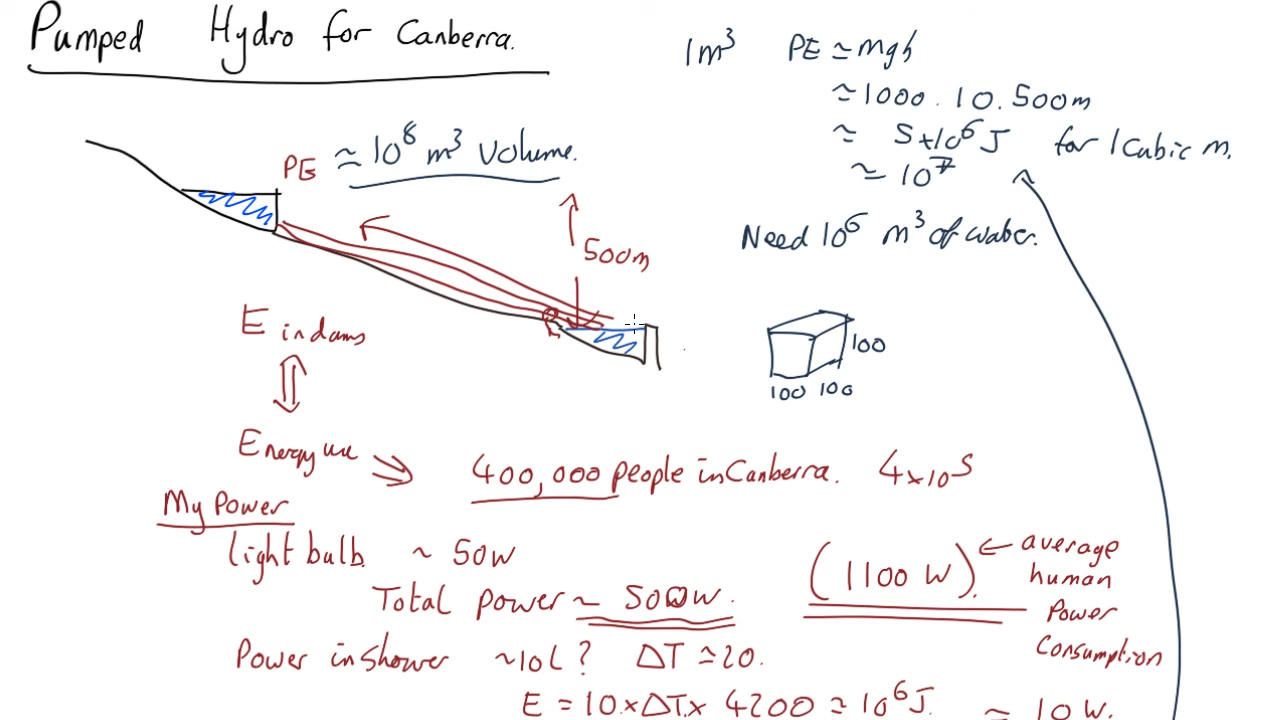 Pumped Hydro for Canberra.
1m³ PE ≃ mgh
≃ 1000 . 10 . 500m
≃ 5×10⁶ J for 1 Cubic m.
≃ 10⁷
PE ≃ 10⁸ m³ Volume.
Need 10⁶ m³ of water.
500m
E in dams
100
100 100
Energy use
400,000 people in Canberra. 4×10⁵
My Power
light bulb ~ 50W
(1100 W). ← average
human
Power
Consumption
Total power ~ 500W.
Power in shower ~10L ? ΔT ≃ 20.
E = 10 × ΔT × 4200 ≃ 10⁶ J. ≃ 10 W.